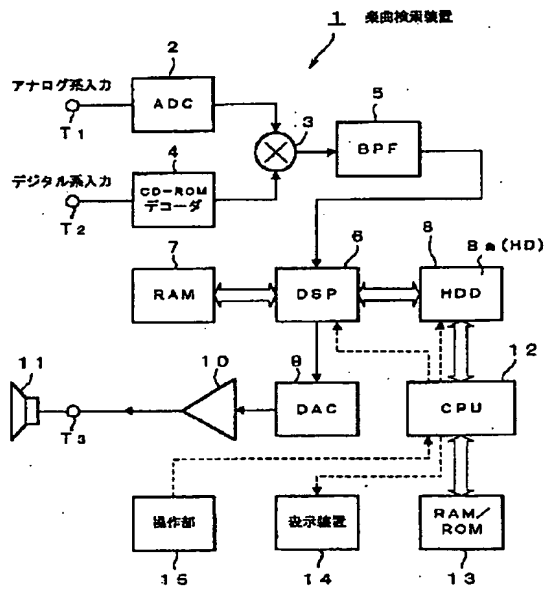 1 楽曲検索装置
2
アナログ系入力
ADC
T1
3
5
BPF
4
デジタル系入力
CD-ROM
デコーダ
T2
6
7
8
8a(HD)
RAM
DSP
HDD
11
10
9
12
DAC
CPU
T3
操作部
表示装置
RAM/
ROM
15
14
13